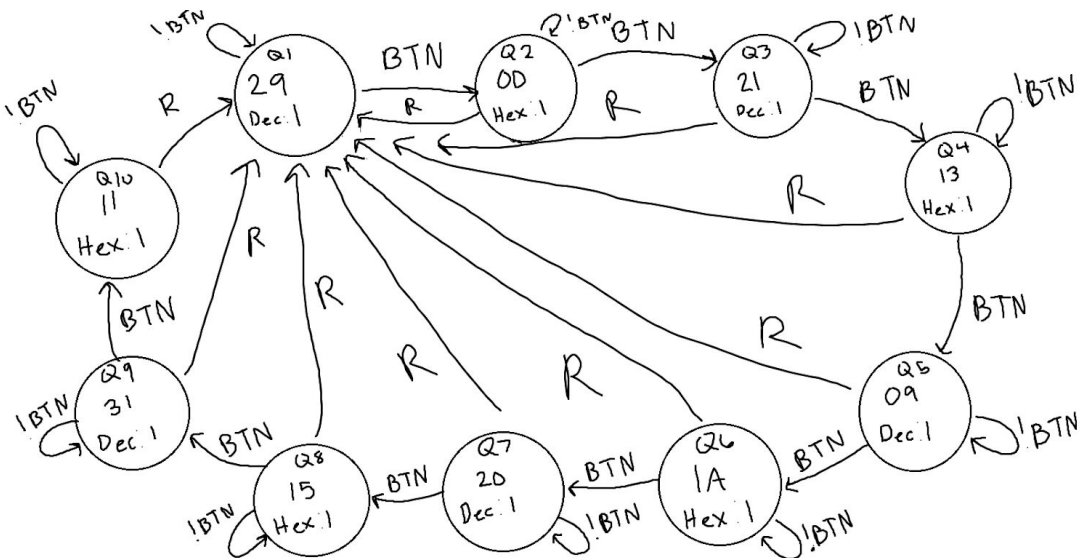 !BTN
Q1
29
Dec:1
BTN
R
Q2
0D
Hex:1
!BTN
BTN
Q3
21
Dec:1
!BTN
R
BTN
Q4
13
Hex:1
!BTN
R
BTN
Q5
09
Dec:1
!BTN
R
BTN
Q6
1A
Hex:1
!BTN
R
BTN
Q7
20
Dec:1
!BTN
R
BTN
Q8
15
Hex:1
!BTN
R
BTN
Q9
31
Dec:1
!BTN
R
BTN
Q10
11
Hex:1
!BTN
R